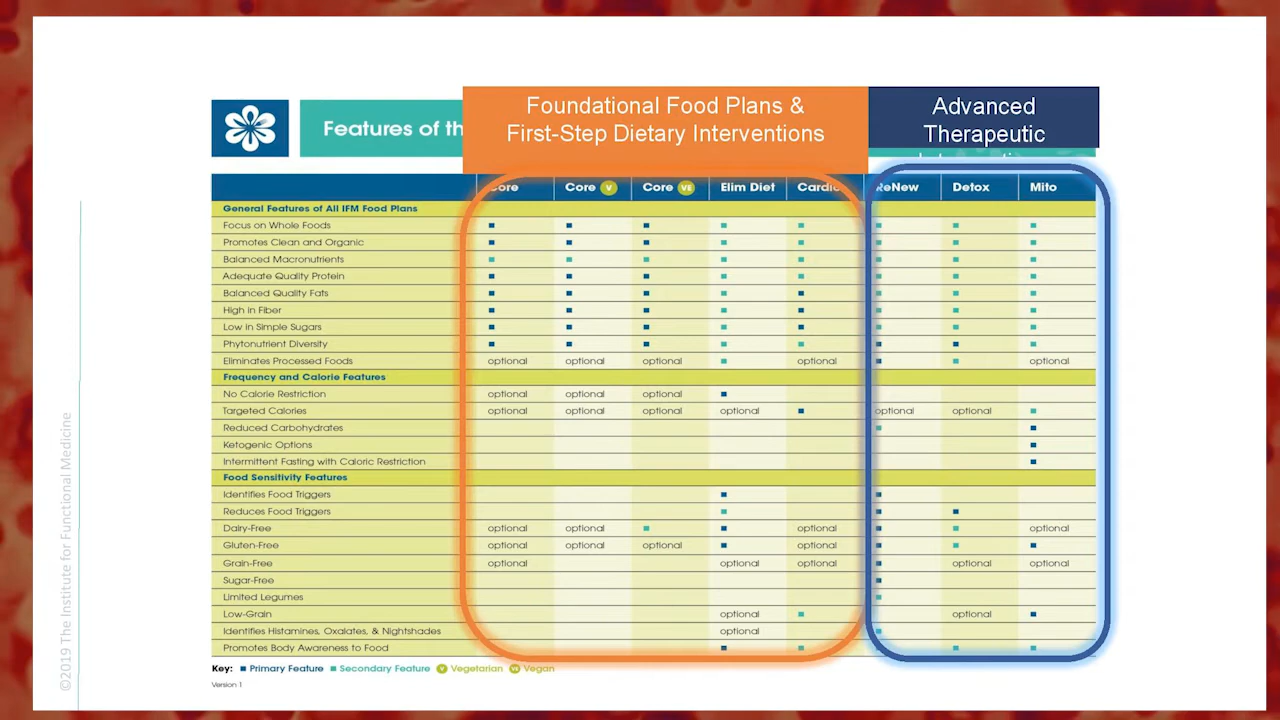 Foundational Food Plans &
First-Step Dietary Interventions
Advanced
Therapeutic
Features of th
Core Core V Core VE Elim Diet Cardio ReNew Detox Mito
General Features of All IFM Food Plans
Focus on Whole Foods
Promotes Clean and Organic
Balanced Macronutrients
Adequate Quality Protein
Balanced Quality Fats
High in Fiber
Low in Simple Sugars
Phytonutrient Diversity
Eliminates Processed Foods optional optional optional optional optional
Frequency and Calorie Features
No Calorie Restriction optional optional optional
Targeted Calories optional optional optional optional optional optional
Reduced Carbohydrates
Ketogenic Options
Intermittent Fasting with Caloric Restriction
Food Sensitivity Features
Identifies Food Triggers
Reduces Food Triggers
Dairy-Free optional optional optional optional
Gluten-Free optional optional optional optional
Grain-Free optional optional optional optional optional
Sugar-Free
Limited Legumes
Low-Grain optional optional
Identifies Histamines, Oxalates, & Nightshades optional
Promotes Body Awareness to Food
Key: Primary Feature Secondary Feature V Vegetarian VE Vegan
Version 1
©2019 The Institute for Functional Medicine